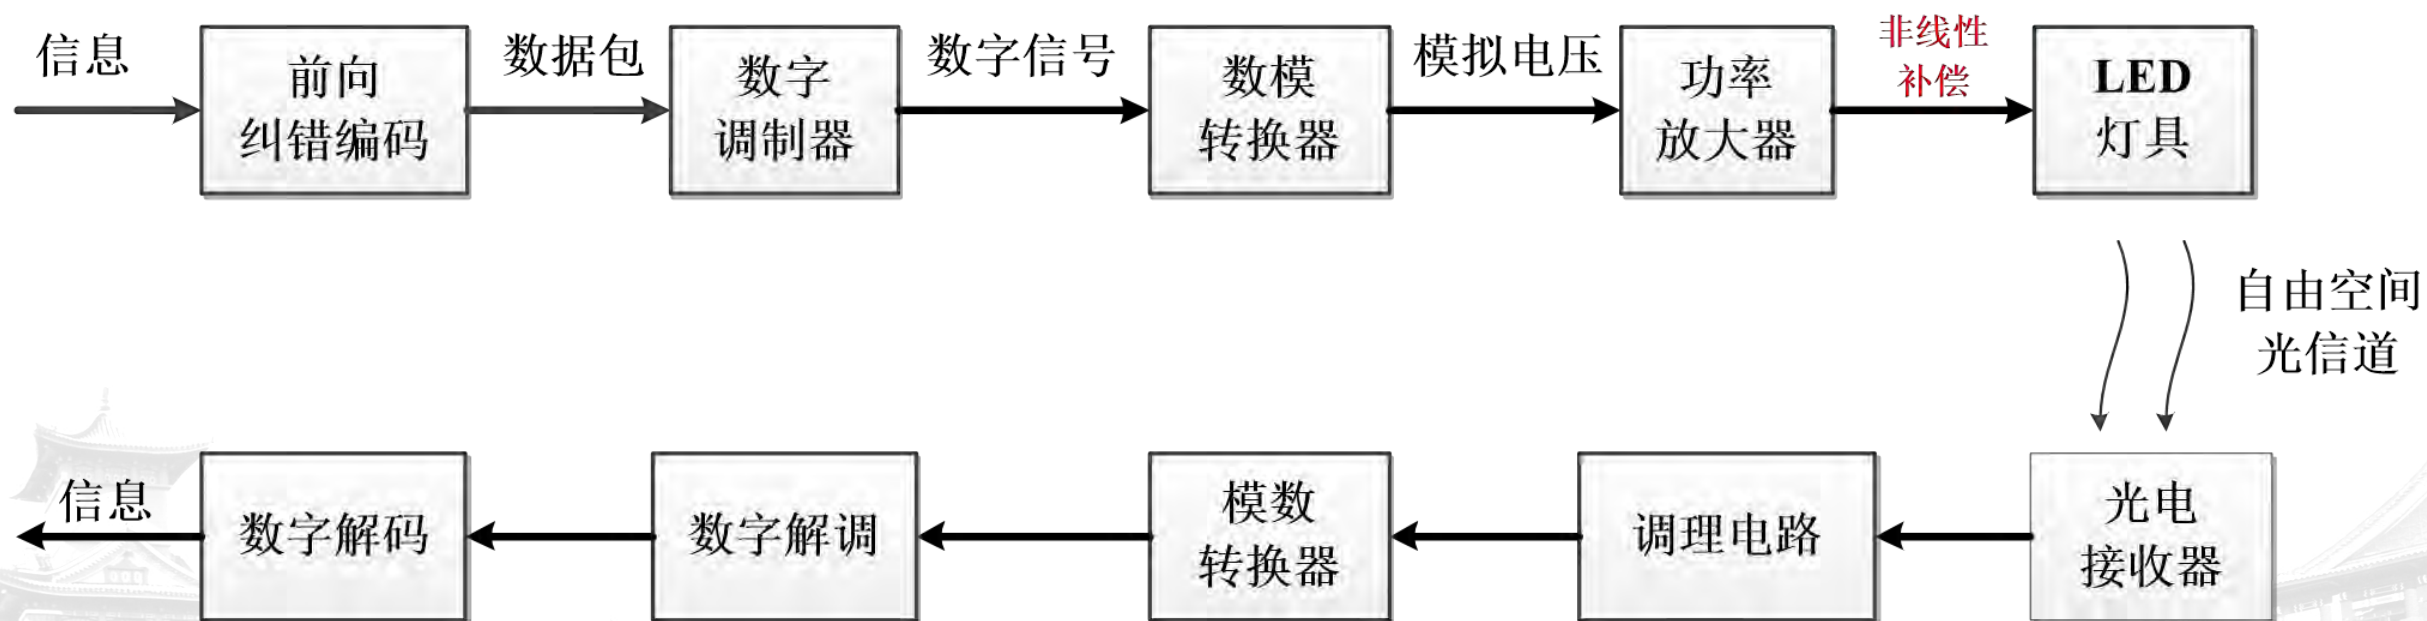 信息
前向
纠错编码
数据包
数字
调制器
数字信号
数模
转换器
模拟电压
功率
放大器
非线性
补偿
LED
灯具
自由空间
光信道
信息
数字解码
数字解调
模数
转换器
调理电路
光电
接收器